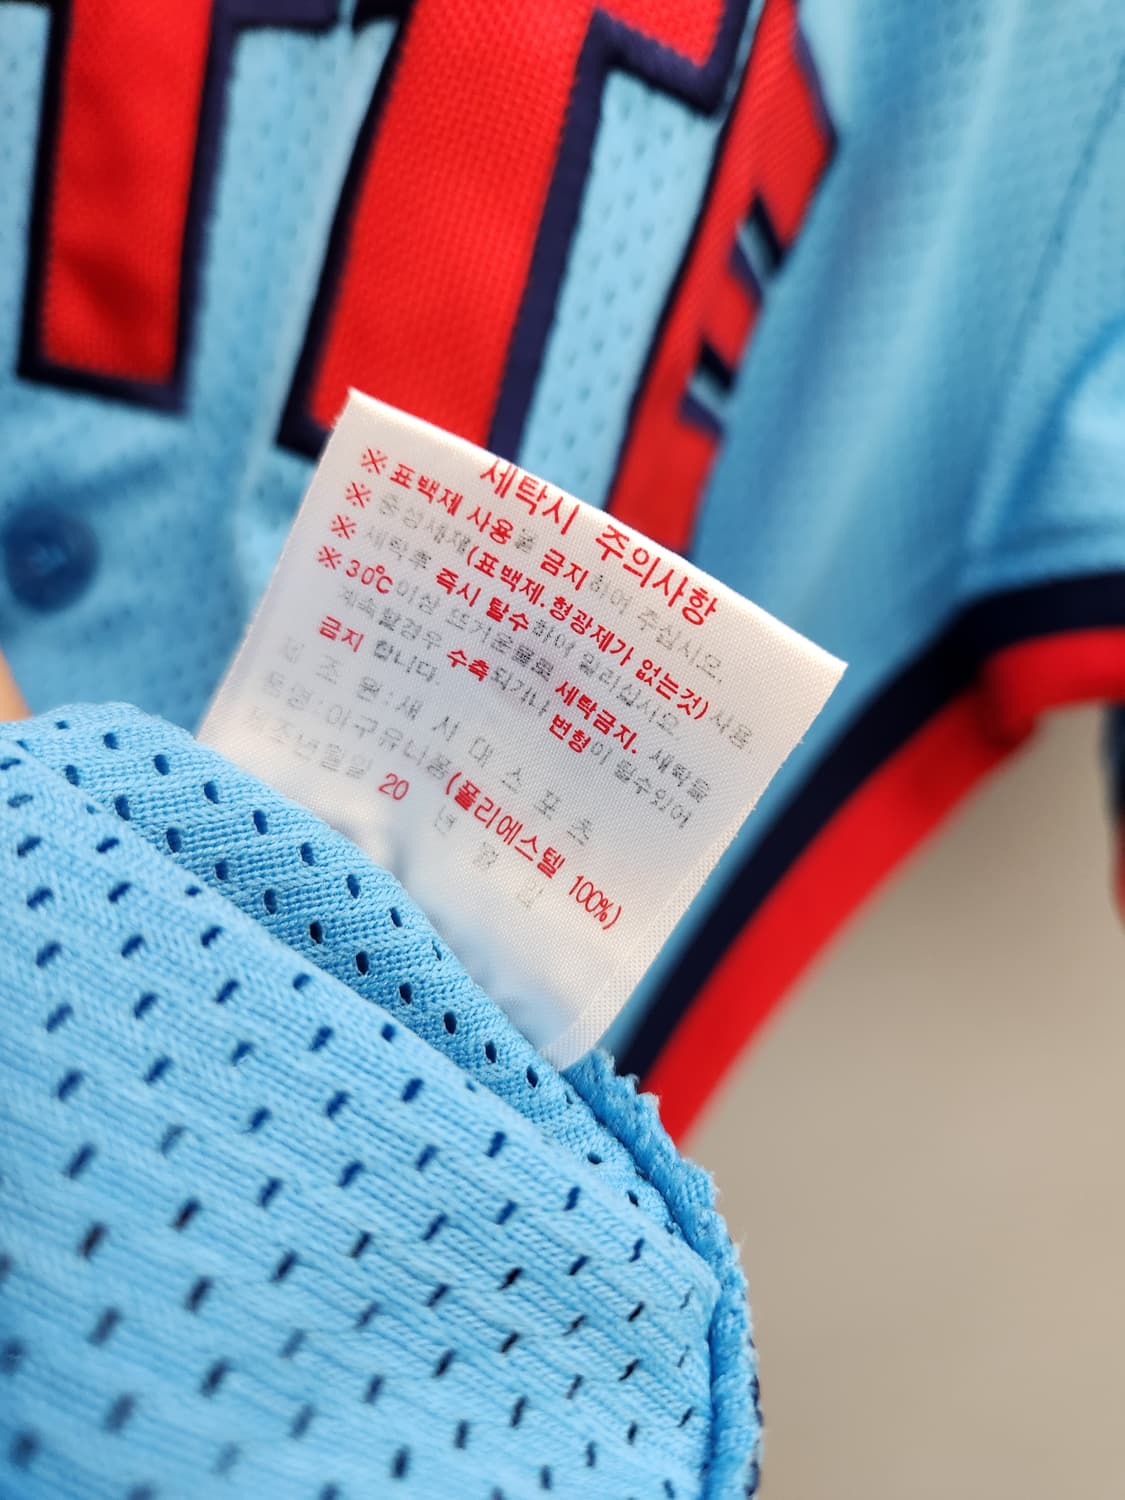 세탁시 주의사항
※ 표백제 사용을 금지하여 주십시오.
※ 중성세제(표백제.형광제가 없는것)사용
※ 세탁후 즉시 탈수하여 말리십시오
※ 30℃이상 뜨거운물로 세탁금지. 세탁물
지속할경우 수축되거나 변형이 될수있어
금지 합니다.
제 조 원:새 시 대 스 포 츠
품명:야구유니폼(폴리에스텔 100%)
제조년월일 20 년 월 일